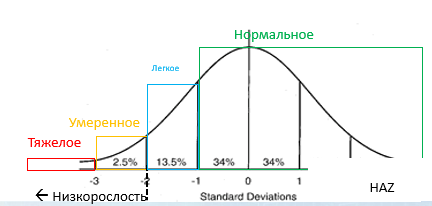 Нормальное
Легкое
Умеренное
Тяжелое
2.5% 13.5% 34% 34%
-3 -2 -1 0 1
← Низкорослость Standard Deviations HAZ